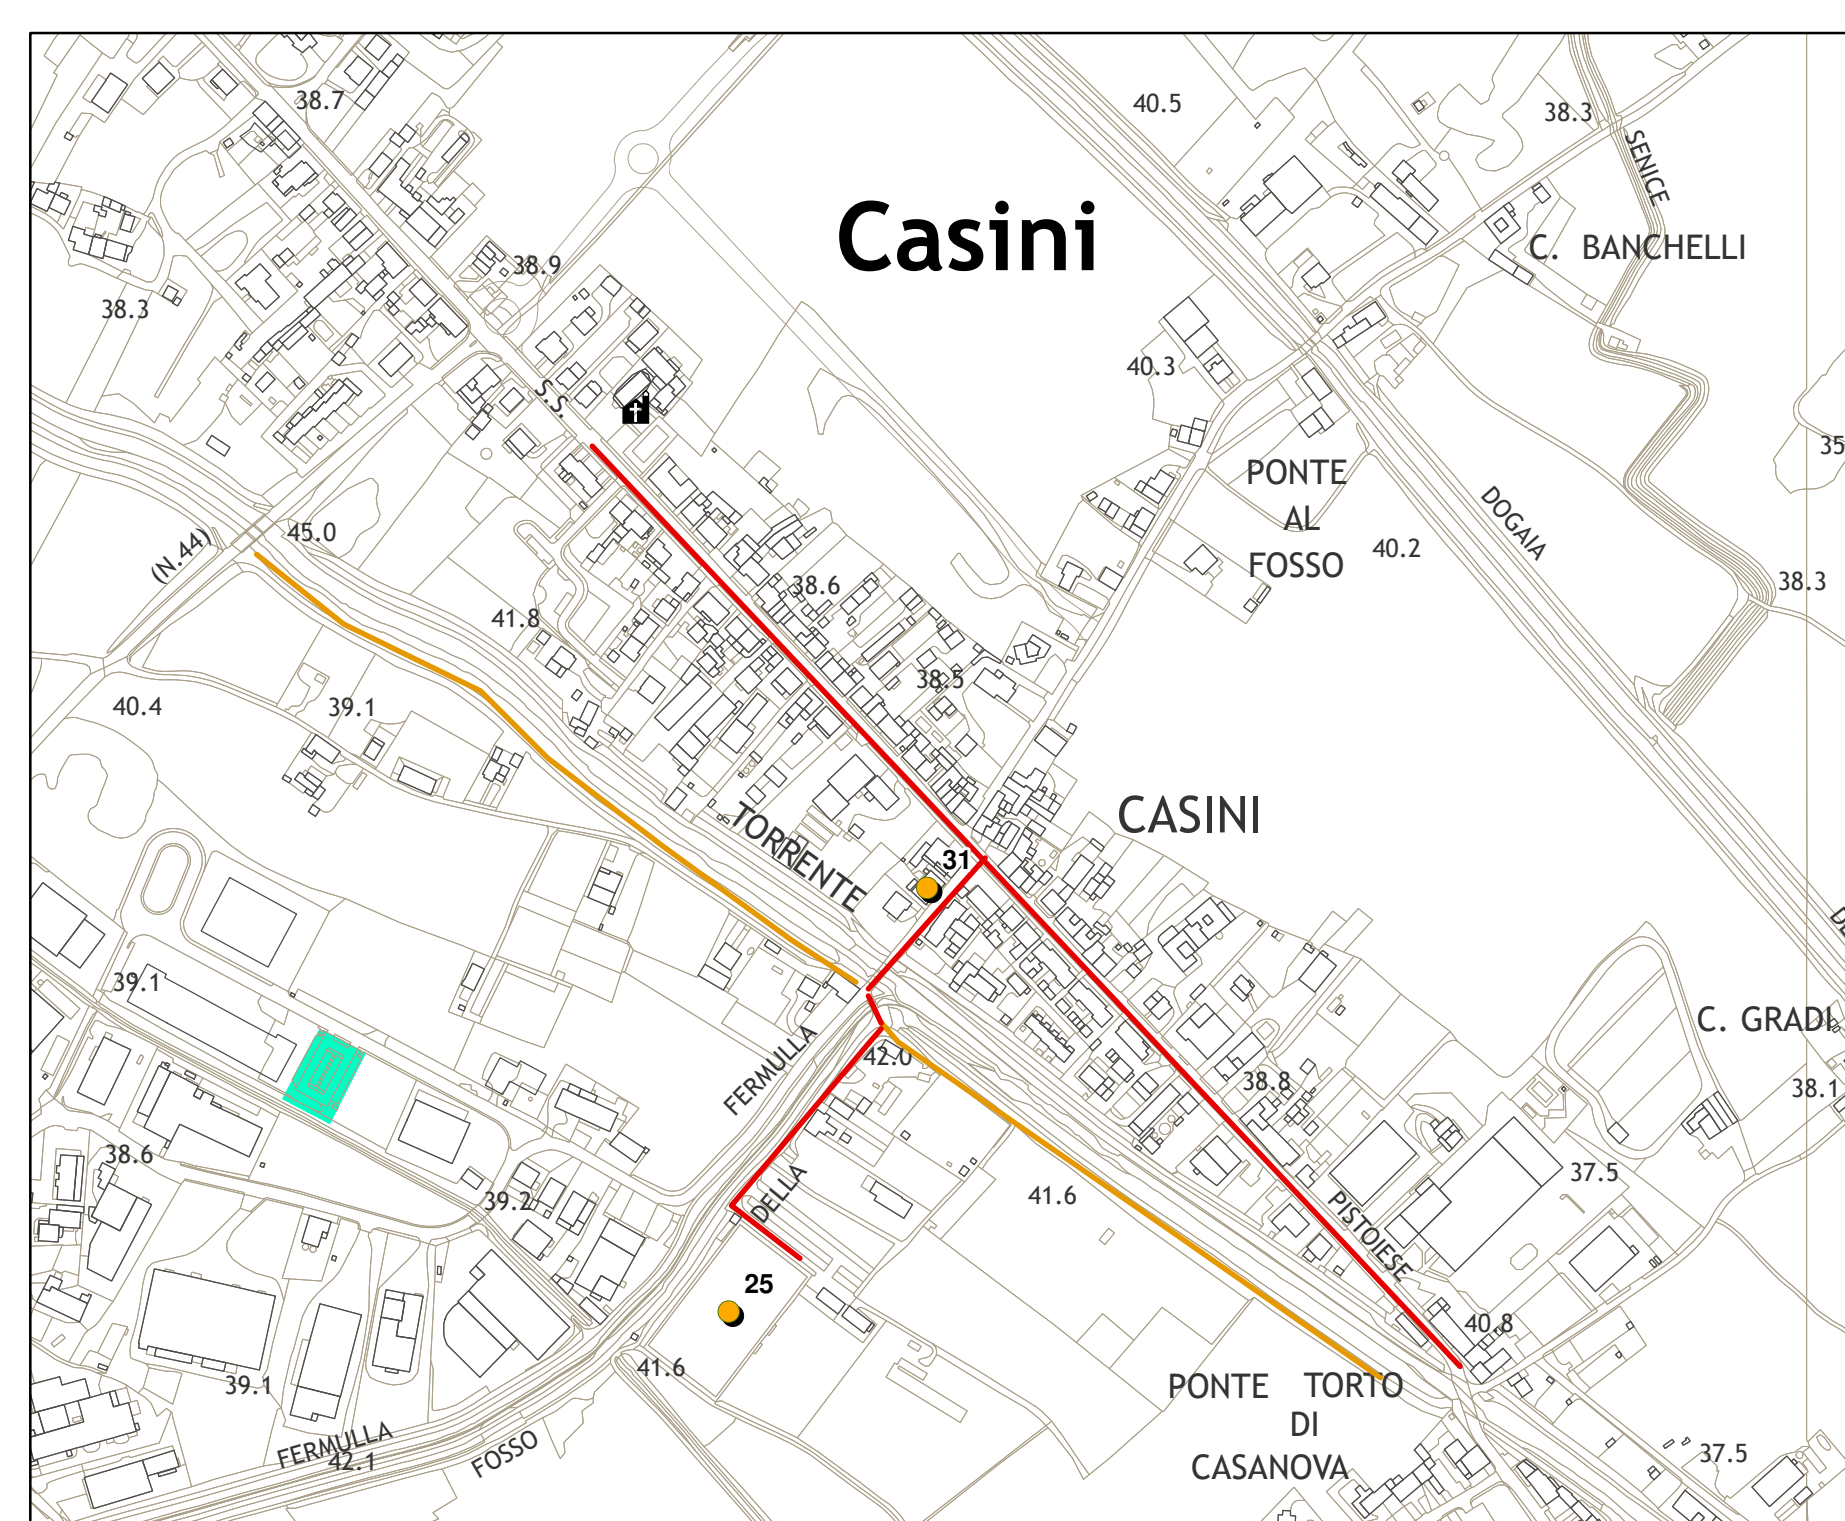 38.7
40.5
38.3
SENICE
Casini
C. BANCHELLI
38.9
38.3
40.3
S.S.
35
PONTE
AL
FOSSO
DOGAIA
45.0
(N.44)
40.2
38.6
38.3
41.8
38.5
40.4
39.1
TORRENTE
CASINI
31
39.1
C. GRADI
FERMULLA
42.0
38.8
38.1
38.6
39.2
DELLA
41.6
37.5
PISTOIESE
25
40.8
41.6
39.1
PONTE TORTO
DI
CASANOVA
FERMULLA
42.1
FOSSO
37.5